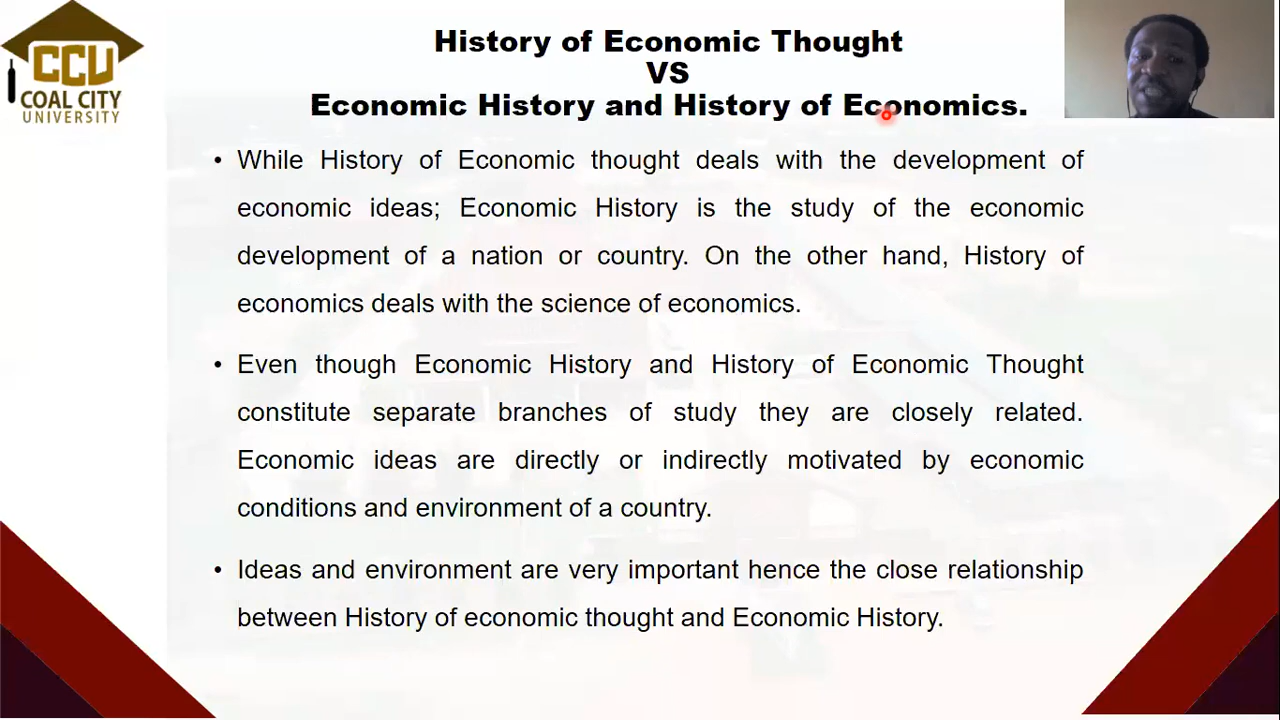 CCU
COAL CITY
UNIVERSITY
History of Economic Thought
VS
Economic History and History of Economics.
• While History of Economic thought deals with the development of
economic ideas; Economic History is the study of the economic
development of a nation or country. On the other hand, History of
economics deals with the science of economics.
• Even though Economic History and History of Economic Thought
constitute separate branches of study they are closely related.
Economic ideas are directly or indirectly motivated by economic
conditions and environment of a country.
• Ideas and environment are very important hence the close relationship
between History of economic thought and Economic History.